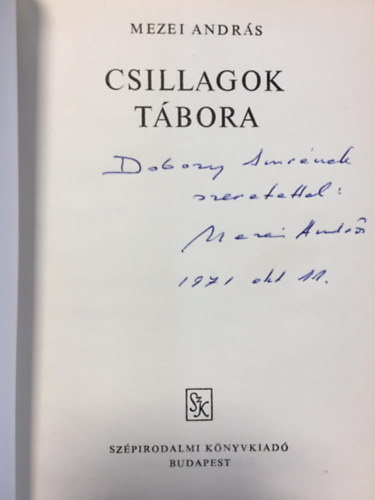 MEZEI ANDRÁS
CSILLAGOK
TÁBORA
Dobozy Imrének
szeretettel:
Mezei András
1971 okt 11.
SZK
SZÉPIRODALMI KÖNYVKIADÓ
BUDAPEST